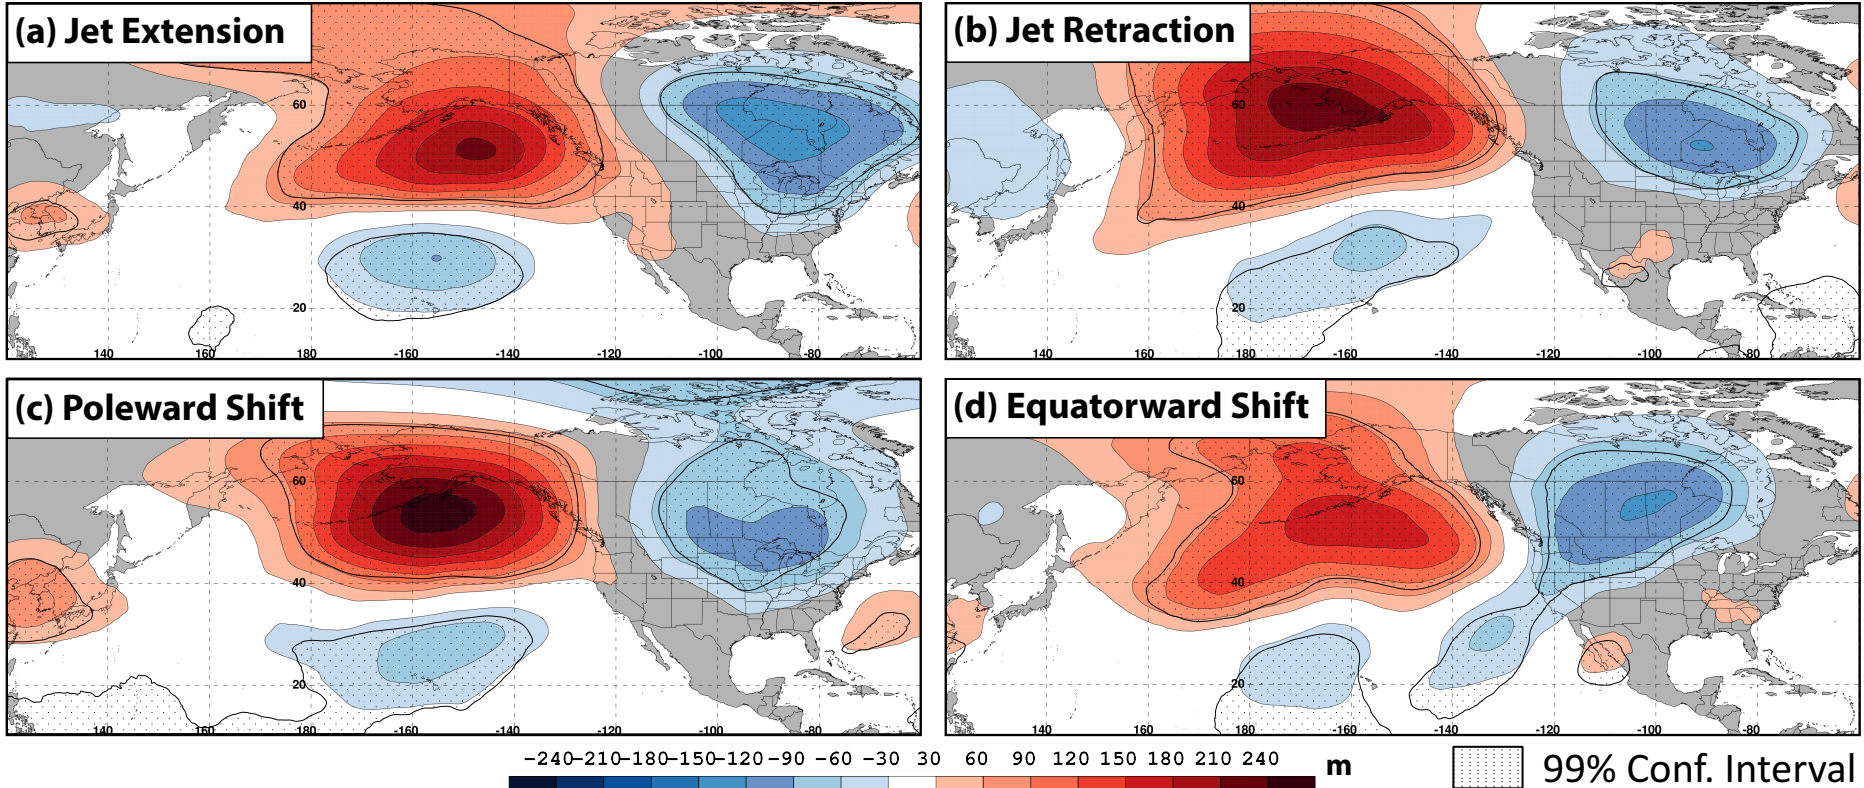 (a) Jet Extension
60
40
20
140 160 180 -160 -140 -120 -100 -80
(b) Jet Retraction
60
40
20
140 160 180 -160 -140 -120 -100 -80
(c) Poleward Shift
60
40
20
140 160 180 -160 -140 -120 -100 -80
(d) Equatorward Shift
60
40
20
140 160 180 -160 -140 -120 -100 -80
-240-210-180-150-120 -90 -60 -30 30 60 90 120 150 180 210 240 m
99% Conf. Interval